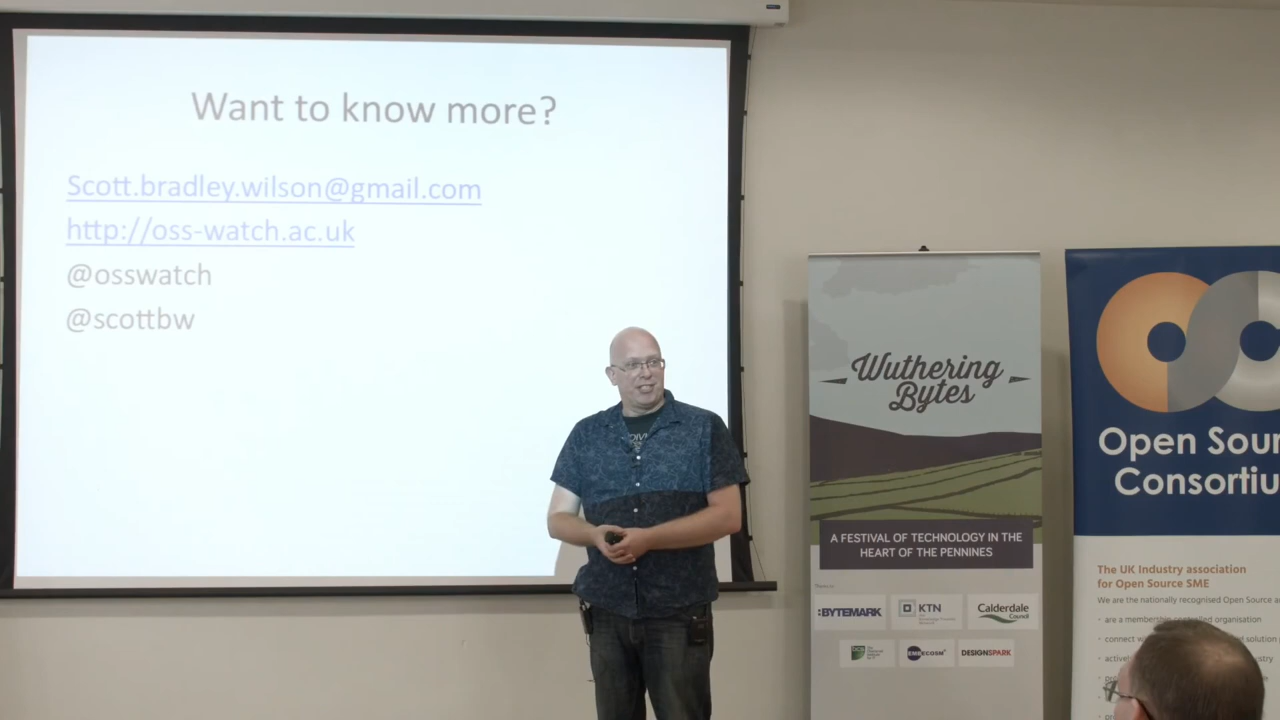 Want to know more?
Scott.bradley.wilson@gmail.com
http://oss-watch.ac.uk
@osswatch
@scottbw
Wuthering
Bytes
A FESTIVAL OF TECHNOLOGY IN THE
HEART OF THE PENNINES
:BYTEMARK
KTN
Calderdale
Council
EMBECOSM
DESIGNSPARK
Open Sour
Consortiu
The UK Industry association
for Open Source SME
We are the nationally recognised Open Source
are a membership controlled organisation
connect solution